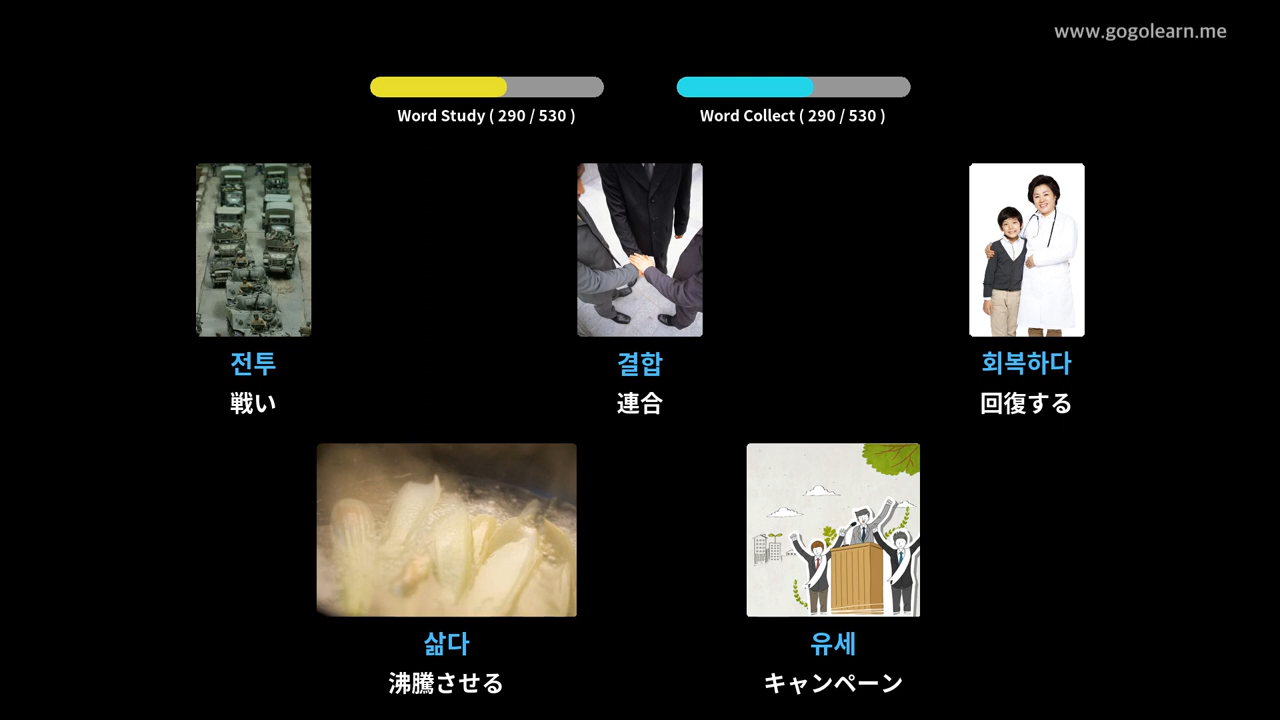 www.gogolearn.me
Word Study ( 290 / 530 )
Word Collect ( 290 / 530 )
전투
戦い
결합
連合
회복하다
回復する
삶다
沸騰させる
유세
キャンペーン